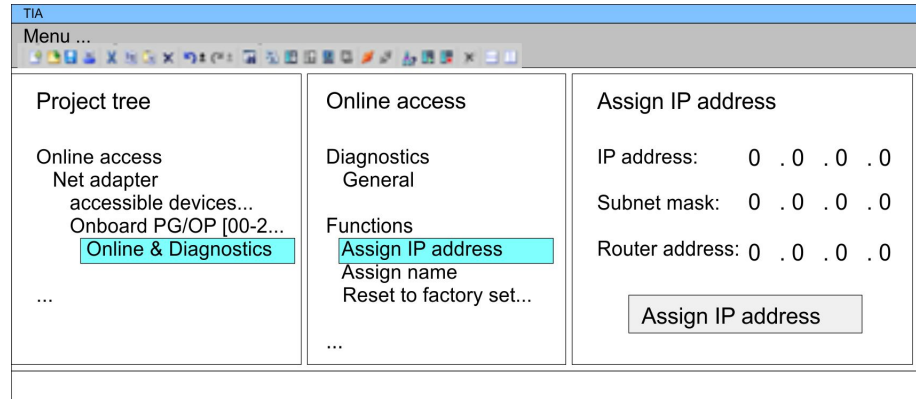 TIA
Menu ...
Project tree
Online access
Net adapter
accessible devices...
Onboard PG/OP [00-2...
Online & Diagnostics
...
Online access
Diagnostics
General
Functions
Assign IP address
Assign name
Reset to factory set...
...
Assign IP address
IP address: 0 . 0 . 0 . 0
Subnet mask: 0 . 0 . 0 . 0
Router address: 0 . 0 . 0 . 0
Assign IP address